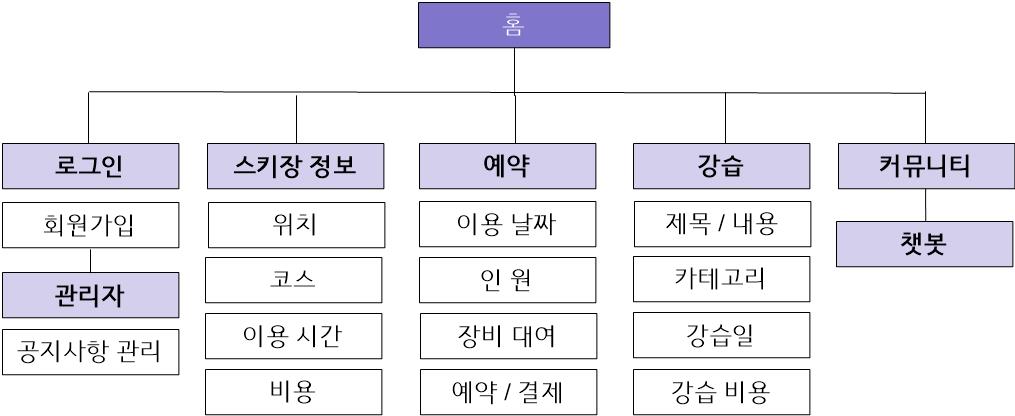 홈
로그인
회원가입
관리자
공지사항 관리
스키장 정보
위치
코스
이용 시간
비용
예약
이용 날짜
인 원
장비 대여
예약 / 결제
강습
제목 / 내용
카테고리
강습일
강습 비용
커뮤니티
챗봇